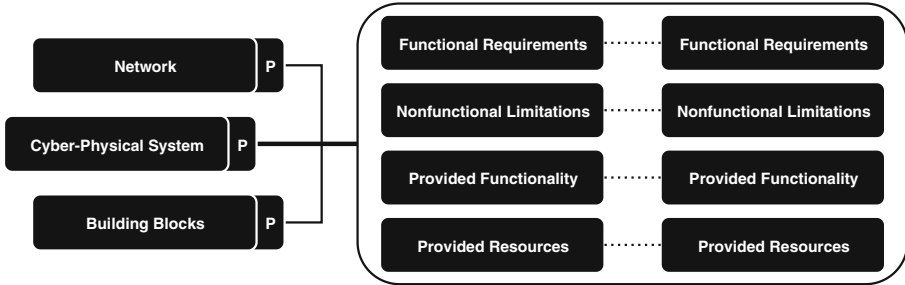 Network P
Cyber-Physical System P
Building Blocks P
Functional Requirements Functional Requirements
Nonfunctional Limitations Nonfunctional Limitations
Provided Functionality Provided Functionality
Provided Resources Provided Resources